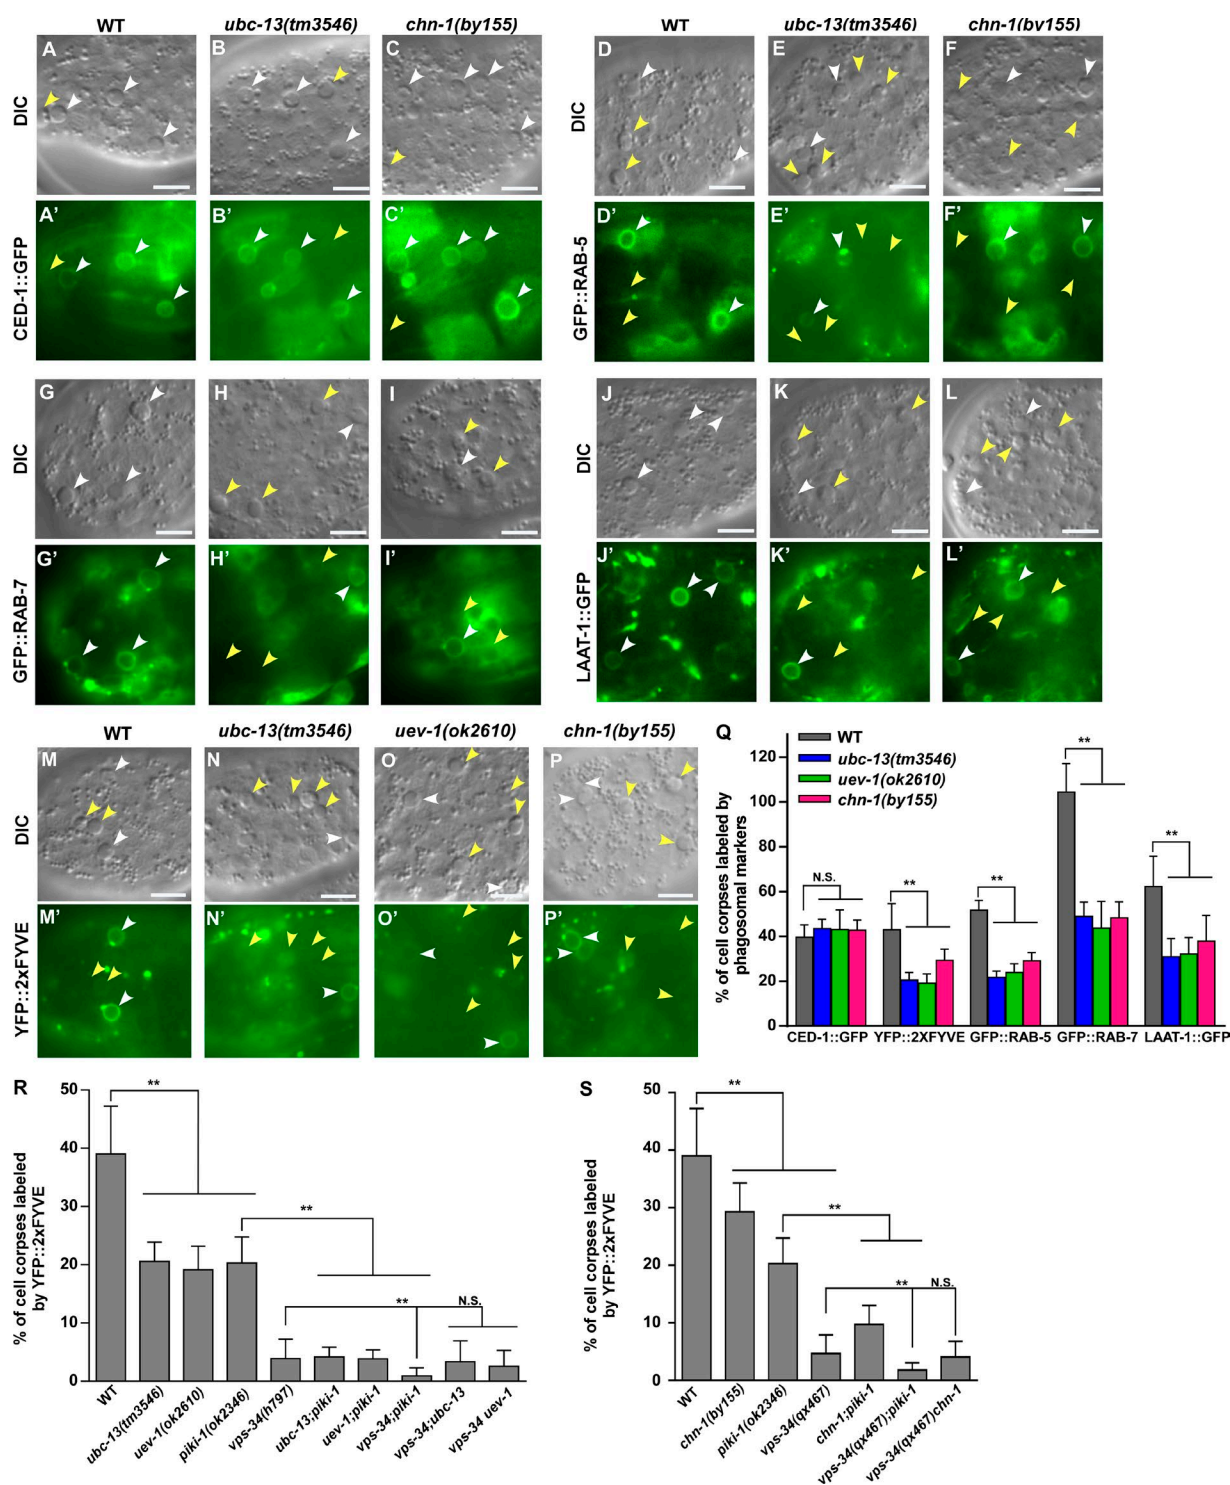 WT ubc-13(tm3546) chn-1(by155) WT ubc-13(tm3546) chn-1(bv155)
DIC A B C DIC D E F
CED-1::GFP A’ B’ C’ GFP::RAB-5 D’ E’ F’
DIC G H I DIC J K L
GFP::RAB-7 G’ H’ I’ LAAT-1::GFP J’ K’ L’
WT ubc-13(tm3546) uev-1(ok2610) chn-1(by155)
DIC M N O P
YFP::2xFYVE M’ N’ O’ P’
Q
WT
ubc-13(tm3546)
uev-1(ok2610)
chn-1(by155)
% of cell corpses labeled by
phagosomal markers
120
100
80
60
40
20
0
N.S. ** ** ** **
CED-1::GFP YFP::2XFYVE GFP::RAB-5 GFP::RAB-7 LAAT-1::GFP
R
% of cell corpses labeled
by YFP::2xFYVE
50
40
30
20
10
0
** ** ** N.S.
WT
ubc-13(tm3546)
uev-1(ok2610)
piki-1(ok2346)
vps-34(h797)
ubc-13;piki-1
uev-1;piki-1
vps-34;piki-1
vps-34;ubc-13
vps-34 uev-1
S
% of cell corpses labeled
by YFP::2xFYVE
50
40
30
20
10
0
** ** ** N.S.
WT
chn-1(by155)
piki-1(ok2346)
vps-34(qx467)
chn-1;piki-1
vps-34(qx467);piki-1
vps-34(qx467)chn-1